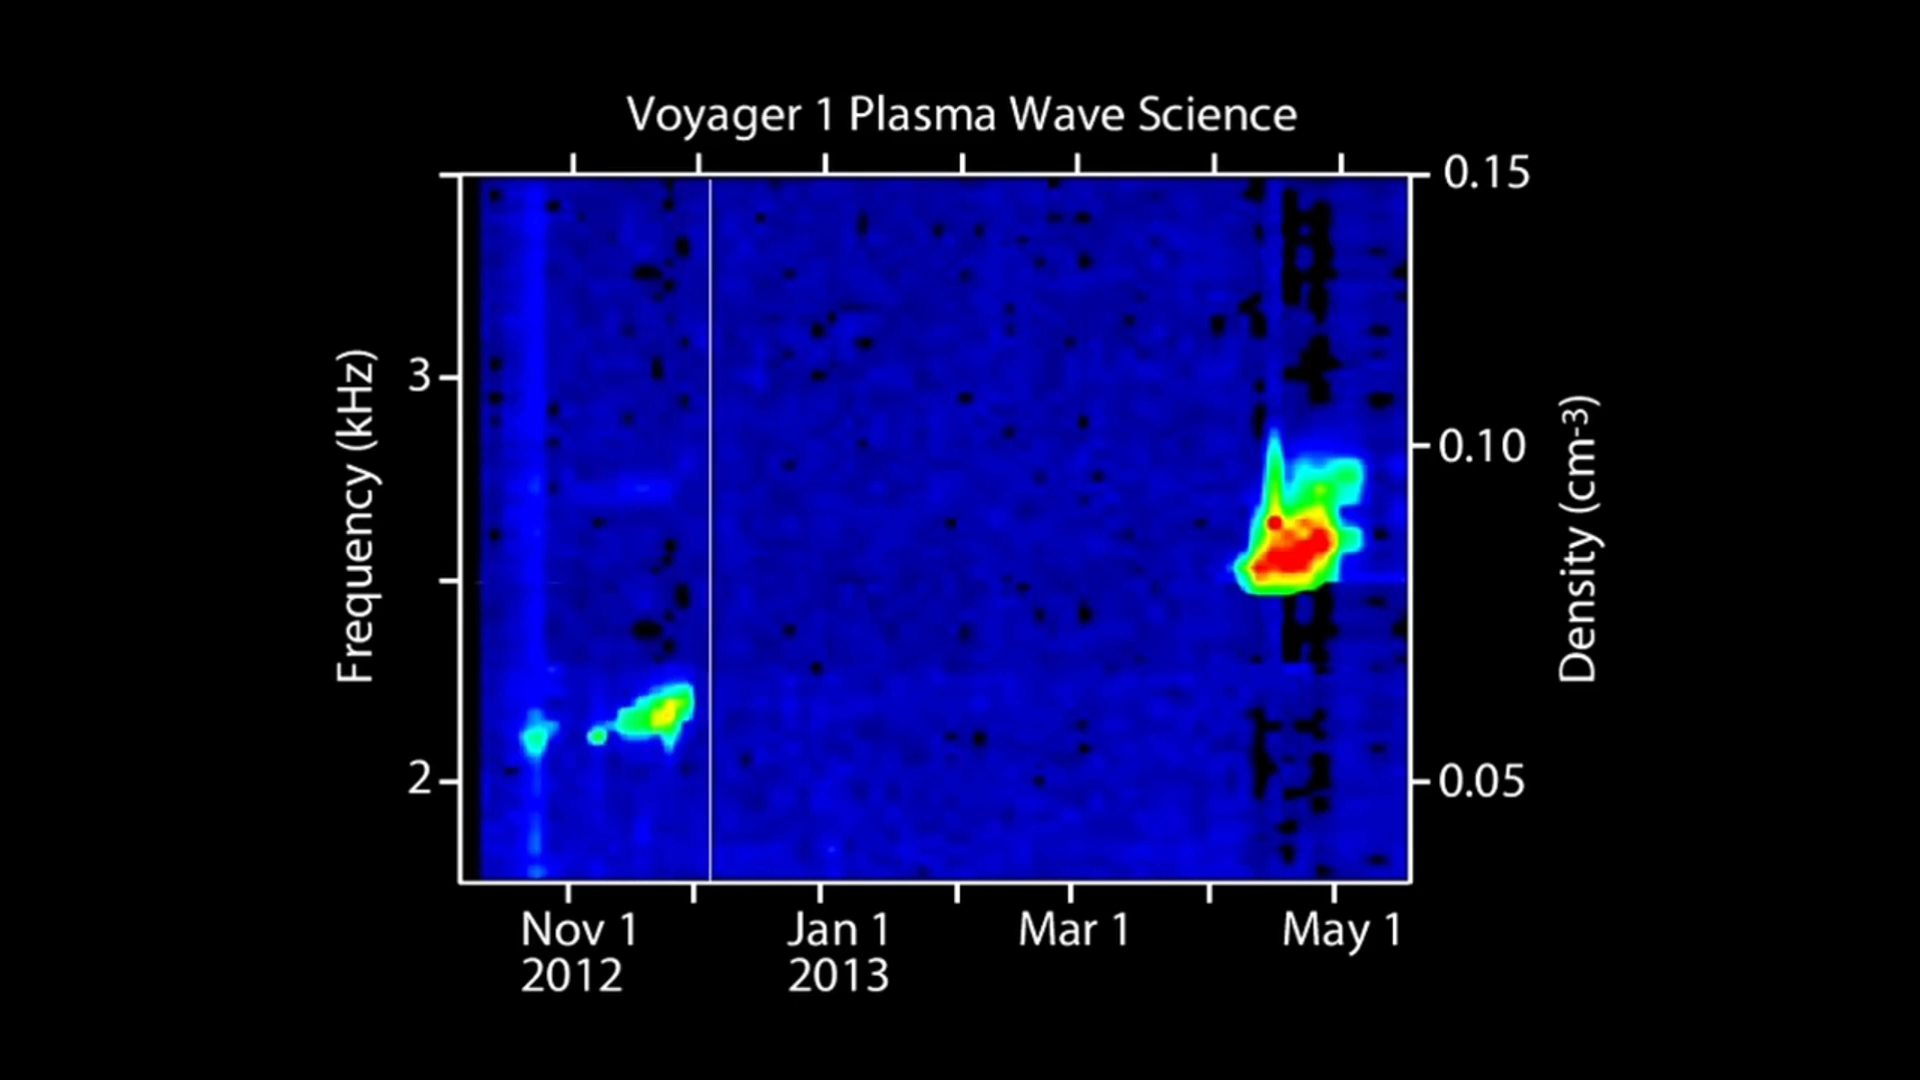 Voyager 1 Plasma Wave Science
0.15
3
0.10
2
0.05
Frequency (kHz)
Density (cm-3)
Nov 1
2012
Jan 1
2013
Mar 1
May 1